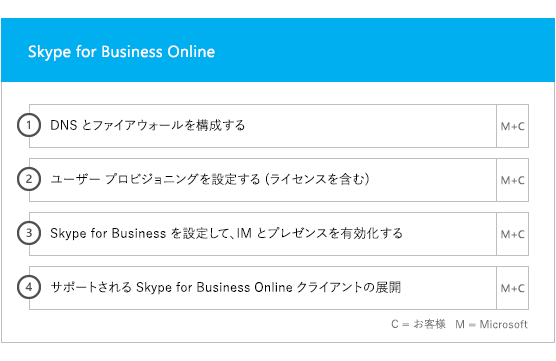 Skype for Business Online
1 DNS とファイアウォールを構成する M+C
2 ユーザー プロビジョニングを設定する (ライセンスを含む) M+C
3 Skype for Business を設定して、IM とプレゼンスを有効化する M+C
4 サポートされる Skype for Business Online クライアントの展開 M+C
C = お客様 M = Microsoft